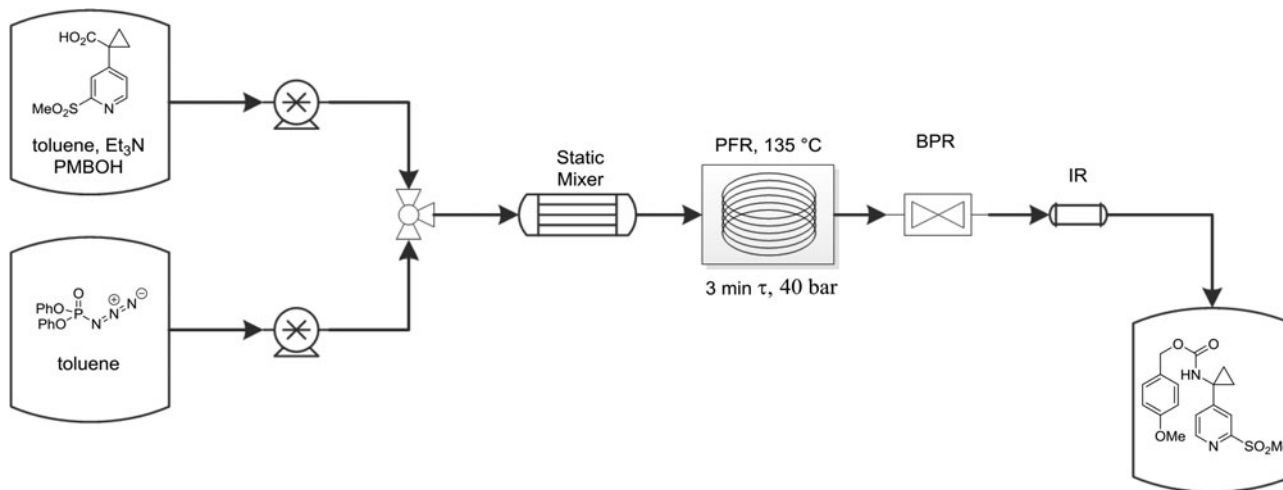 HO₂C
MeO₂S
N
toluene, Et₃N
PMBOH
O
PhO
P
PhO
N
+
N
−
N
toluene
Static
Mixer
PFR, 135 °C
3 min τ, 40 bar
BPR
IR
O
O
HN
OMe
N
SO₂M